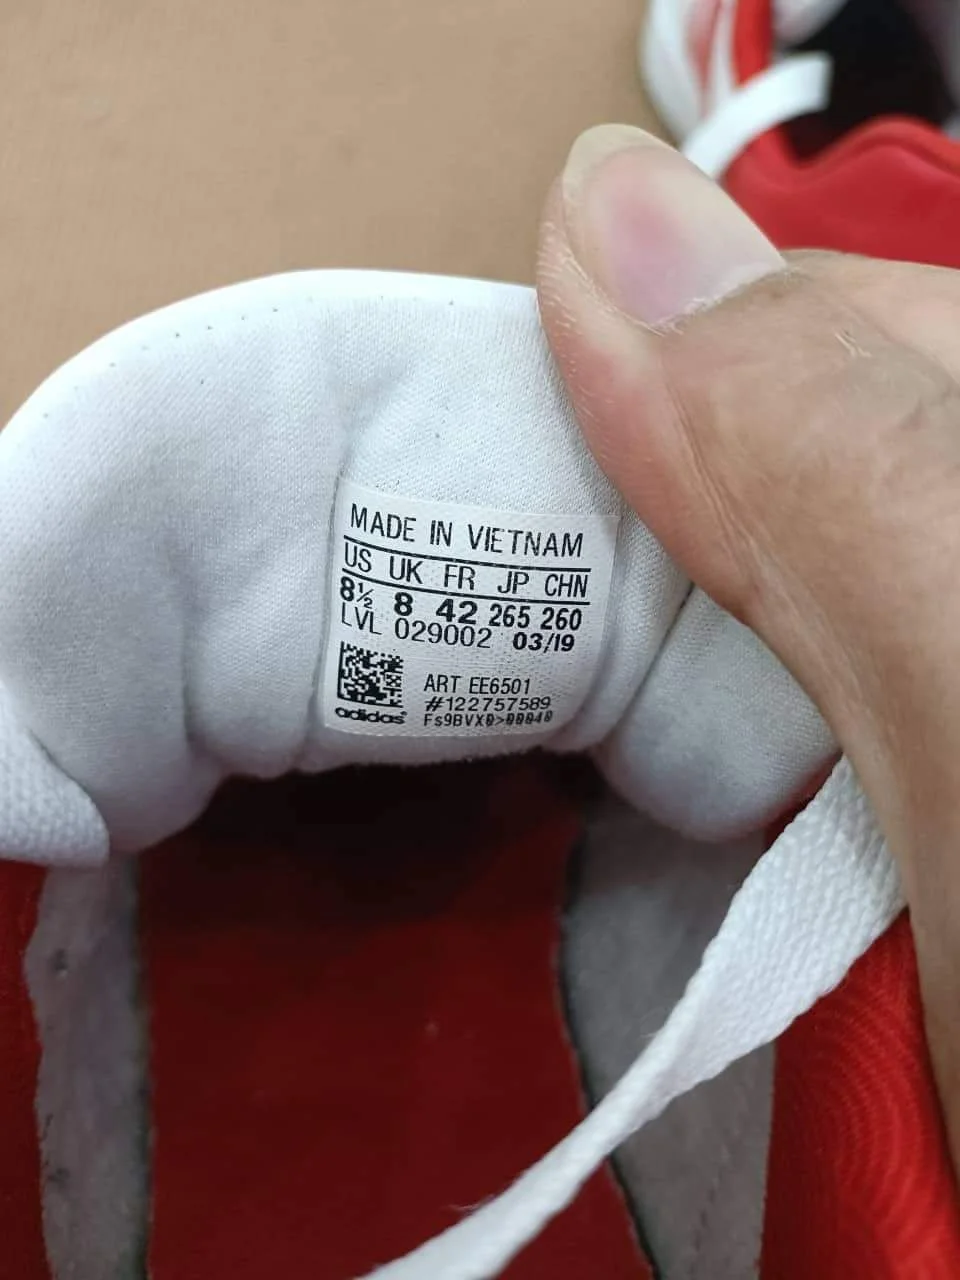 MADE IN VIETNAM
US UK FR JP CHN
8½ 8 42 265 260
LVL 029002 03/19
ART EE6501
#122757589
adidas